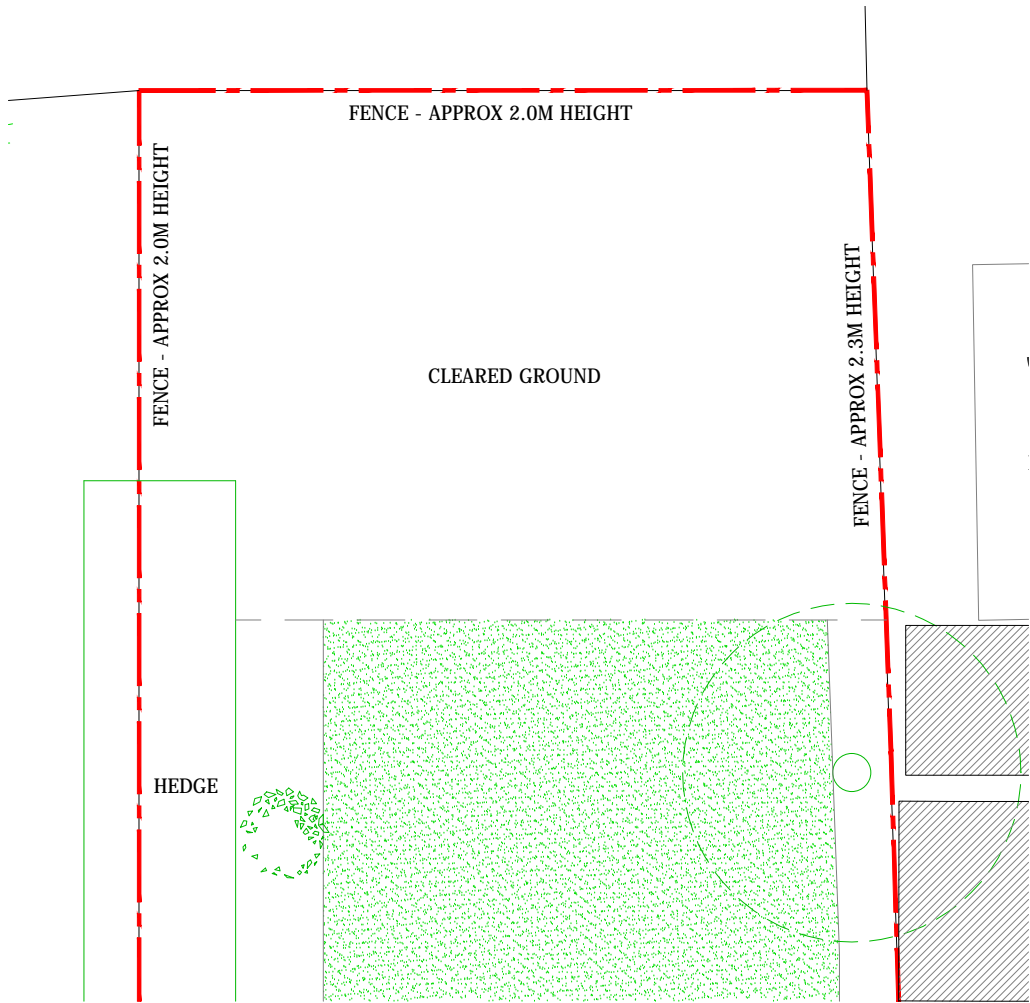 FENCE - APPROX 2.0M HEIGHT
FENCE - APPROX 2.0M HEIGHT
FENCE - APPROX 2.3M HEIGHT
CLEARED GROUND
HEDGE